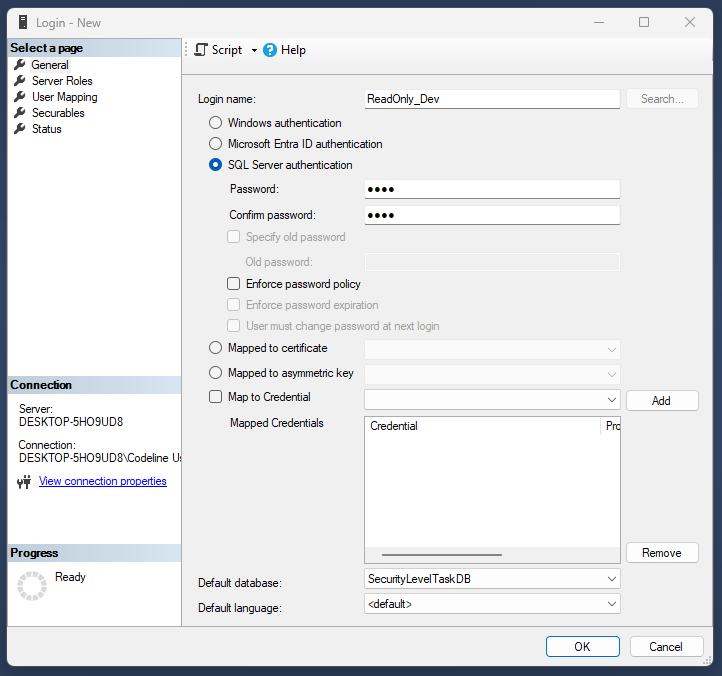 Login - New
Select a page
General
Server Roles
User Mapping
Securables
Status
Script
Help
Login name:
ReadOnly_Dev
Search...
Windows authentication
Microsoft Entra ID authentication
SQL Server authentication
Password:
●●●●
Confirm password:
●●●●
Specify old password
Old password:
Enforce password policy
Enforce password expiration
User must change password at next login
Mapped to certificate
Mapped to asymmetric key
Map to Credential
Add
Mapped Credentials
Credential
Pro
Remove
Default database:
SecurityLevelTaskDB
Default language:
<default>
Connection
Server:
DESKTOP-5HO9UD8
Connection:
DESKTOP-5HO9UD8\Codeline Us
View connection properties
Progress
Ready
OK
Cancel